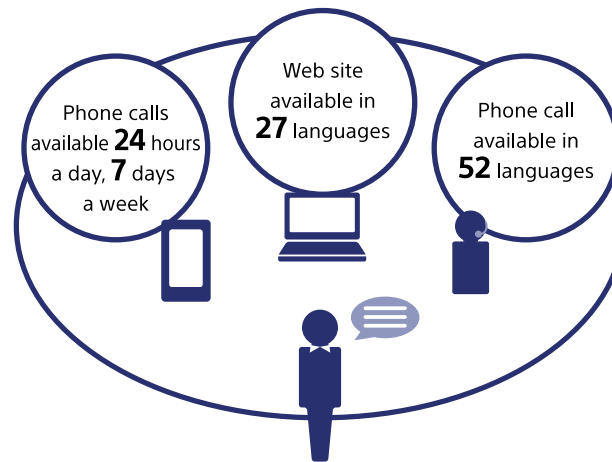 Phone calls
available 24 hours
a day, 7 days
a week
Web site
available in
27 languages
Phone call
available in
52 languages